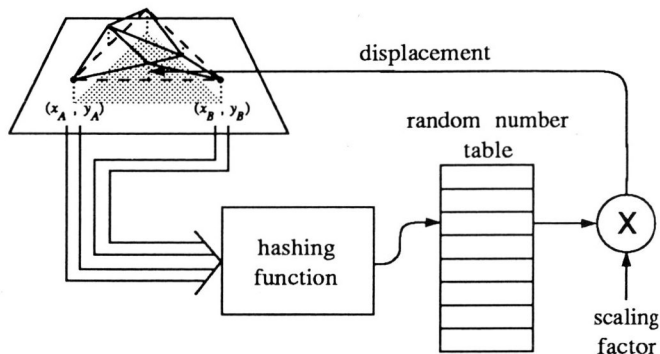 displacement
(x_A , y_A) (x_B , y_B)
random number
table
hashing
function
X
scaling
factor